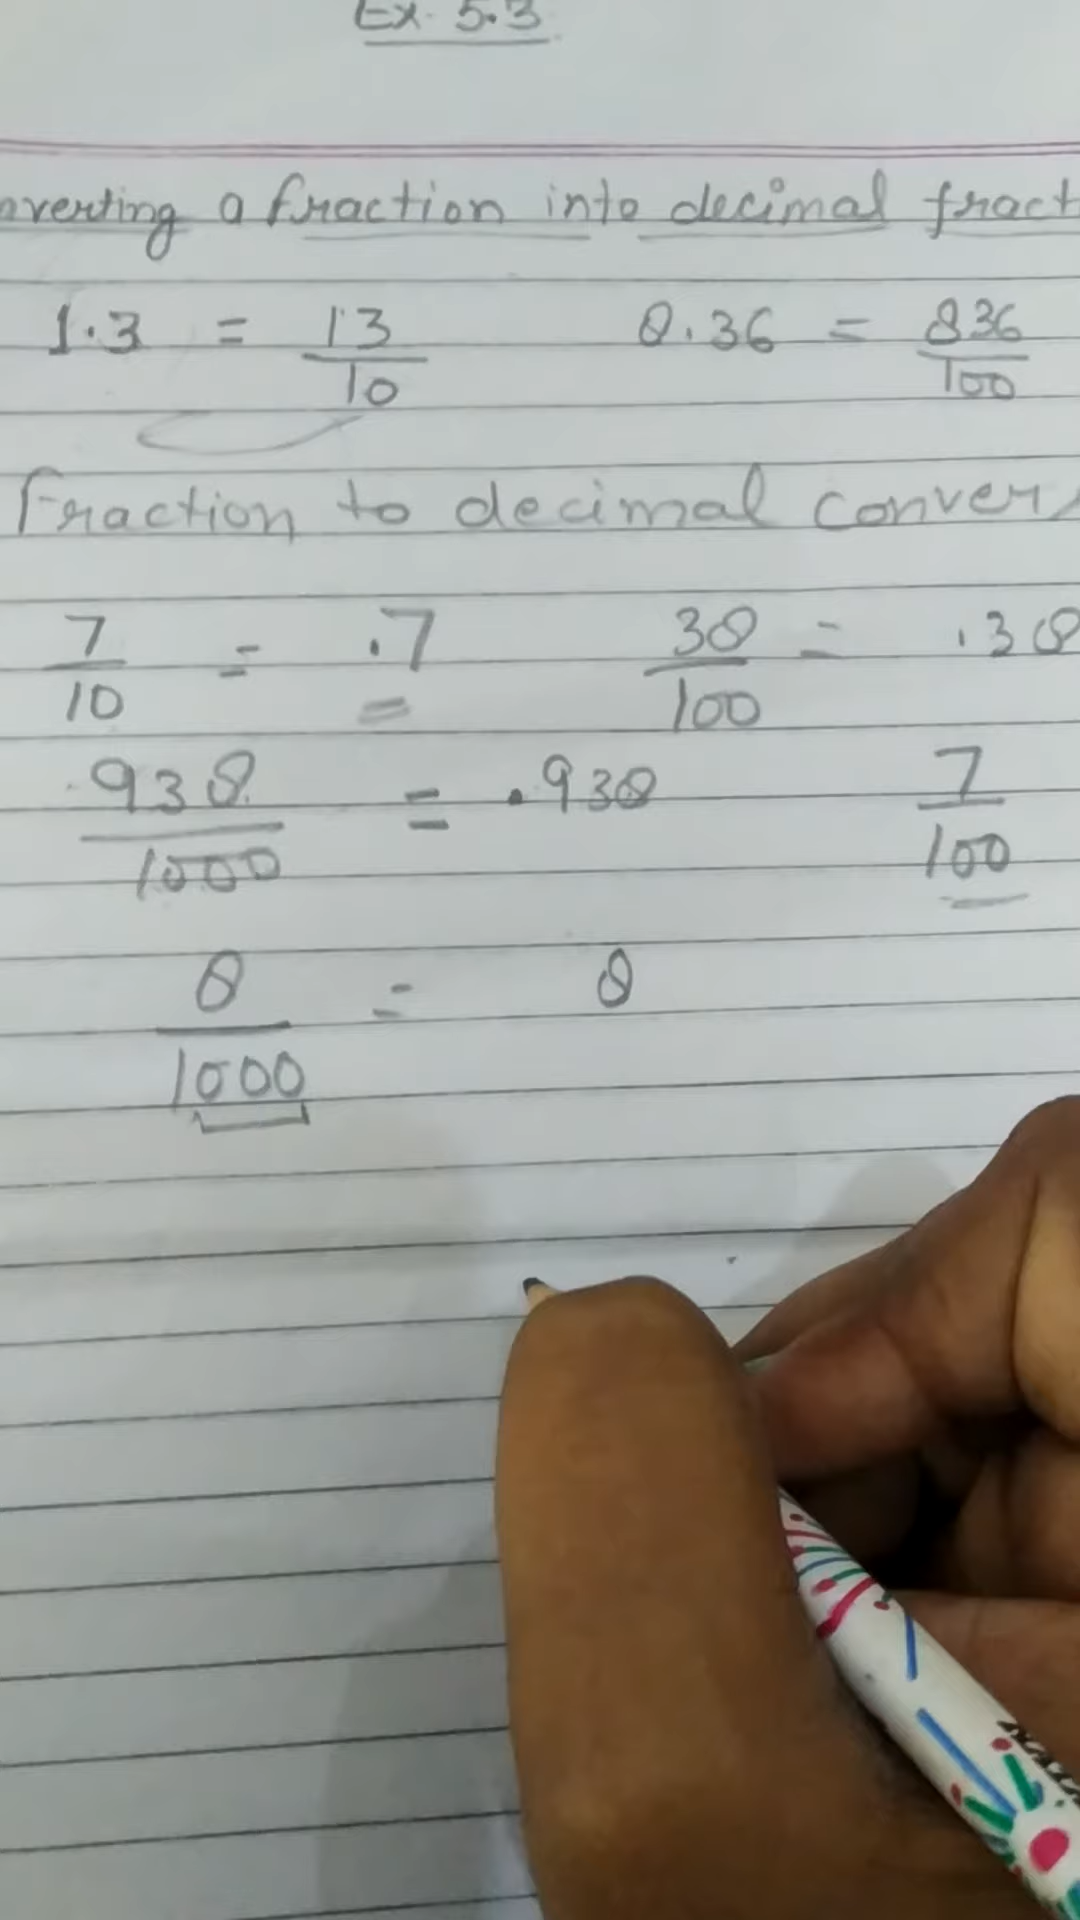 Ex. 5.3
nverting a fraction into decimal fract
1.3 = 13/10 8.36 = 836/100
Fraction to decimal conver
7/10 = .7 38/100 = .38
938/1000 = .938 7/100
8/1000 = 8